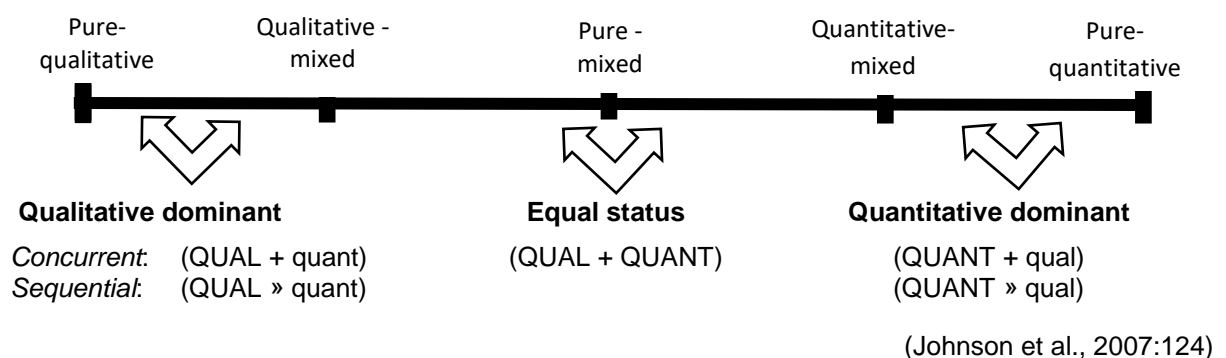 Pure-
qualitative
Qualitative -
mixed
Pure -
mixed
Quantitative-
mixed
Pure-
quantitative
Qualitative dominant
Equal status
Quantitative dominant
Concurrent: (QUAL + quant)
(QUAL + QUANT)
(QUANT + qual)
Sequential: (QUAL » quant)
(QUANT » qual)
(Johnson et al., 2007:124)